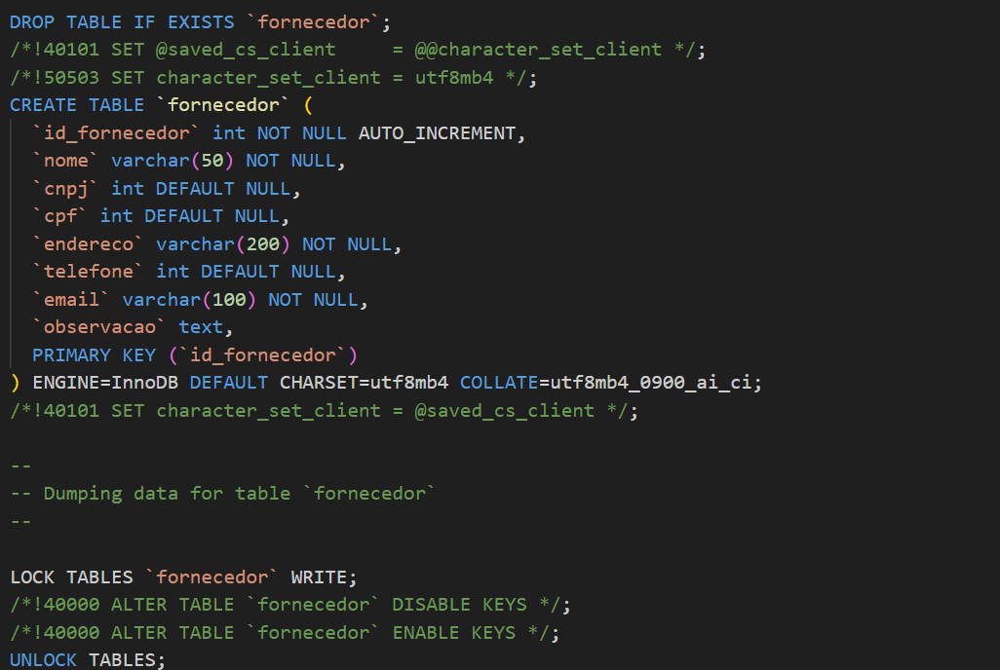 DROP TABLE IF EXISTS `fornecedor`;
/*!40101 SET @saved_cs_client     = @@character_set_client */;
/*!50503 SET character_set_client = utf8mb4 */;
CREATE TABLE `fornecedor` (
  `id_fornecedor` int NOT NULL AUTO_INCREMENT,
  `nome` varchar(50) NOT NULL,
  `cnpj` int DEFAULT NULL,
  `cpf` int DEFAULT NULL,
  `endereco` varchar(200) NOT NULL,
  `telefone` int DEFAULT NULL,
  `email` varchar(100) NOT NULL,
  `observacao` text,
  PRIMARY KEY (`id_fornecedor`)
) ENGINE=InnoDB DEFAULT CHARSET=utf8mb4 COLLATE=utf8mb4_0900_ai_ci;
/*!40101 SET character_set_client = @saved_cs_client */;

--
-- Dumping data for table `fornecedor`
--

LOCK TABLES `fornecedor` WRITE;
/*!40000 ALTER TABLE `fornecedor` DISABLE KEYS */;
/*!40000 ALTER TABLE `fornecedor` ENABLE KEYS */;
UNLOCK TABLES;